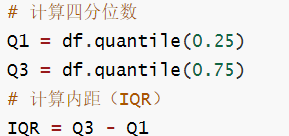 # 计算四分位数
Q1 = df.quantile(0.25)
Q3 = df.quantile(0.75)
# 计算内距（IQR）
IQR = Q3 - Q1